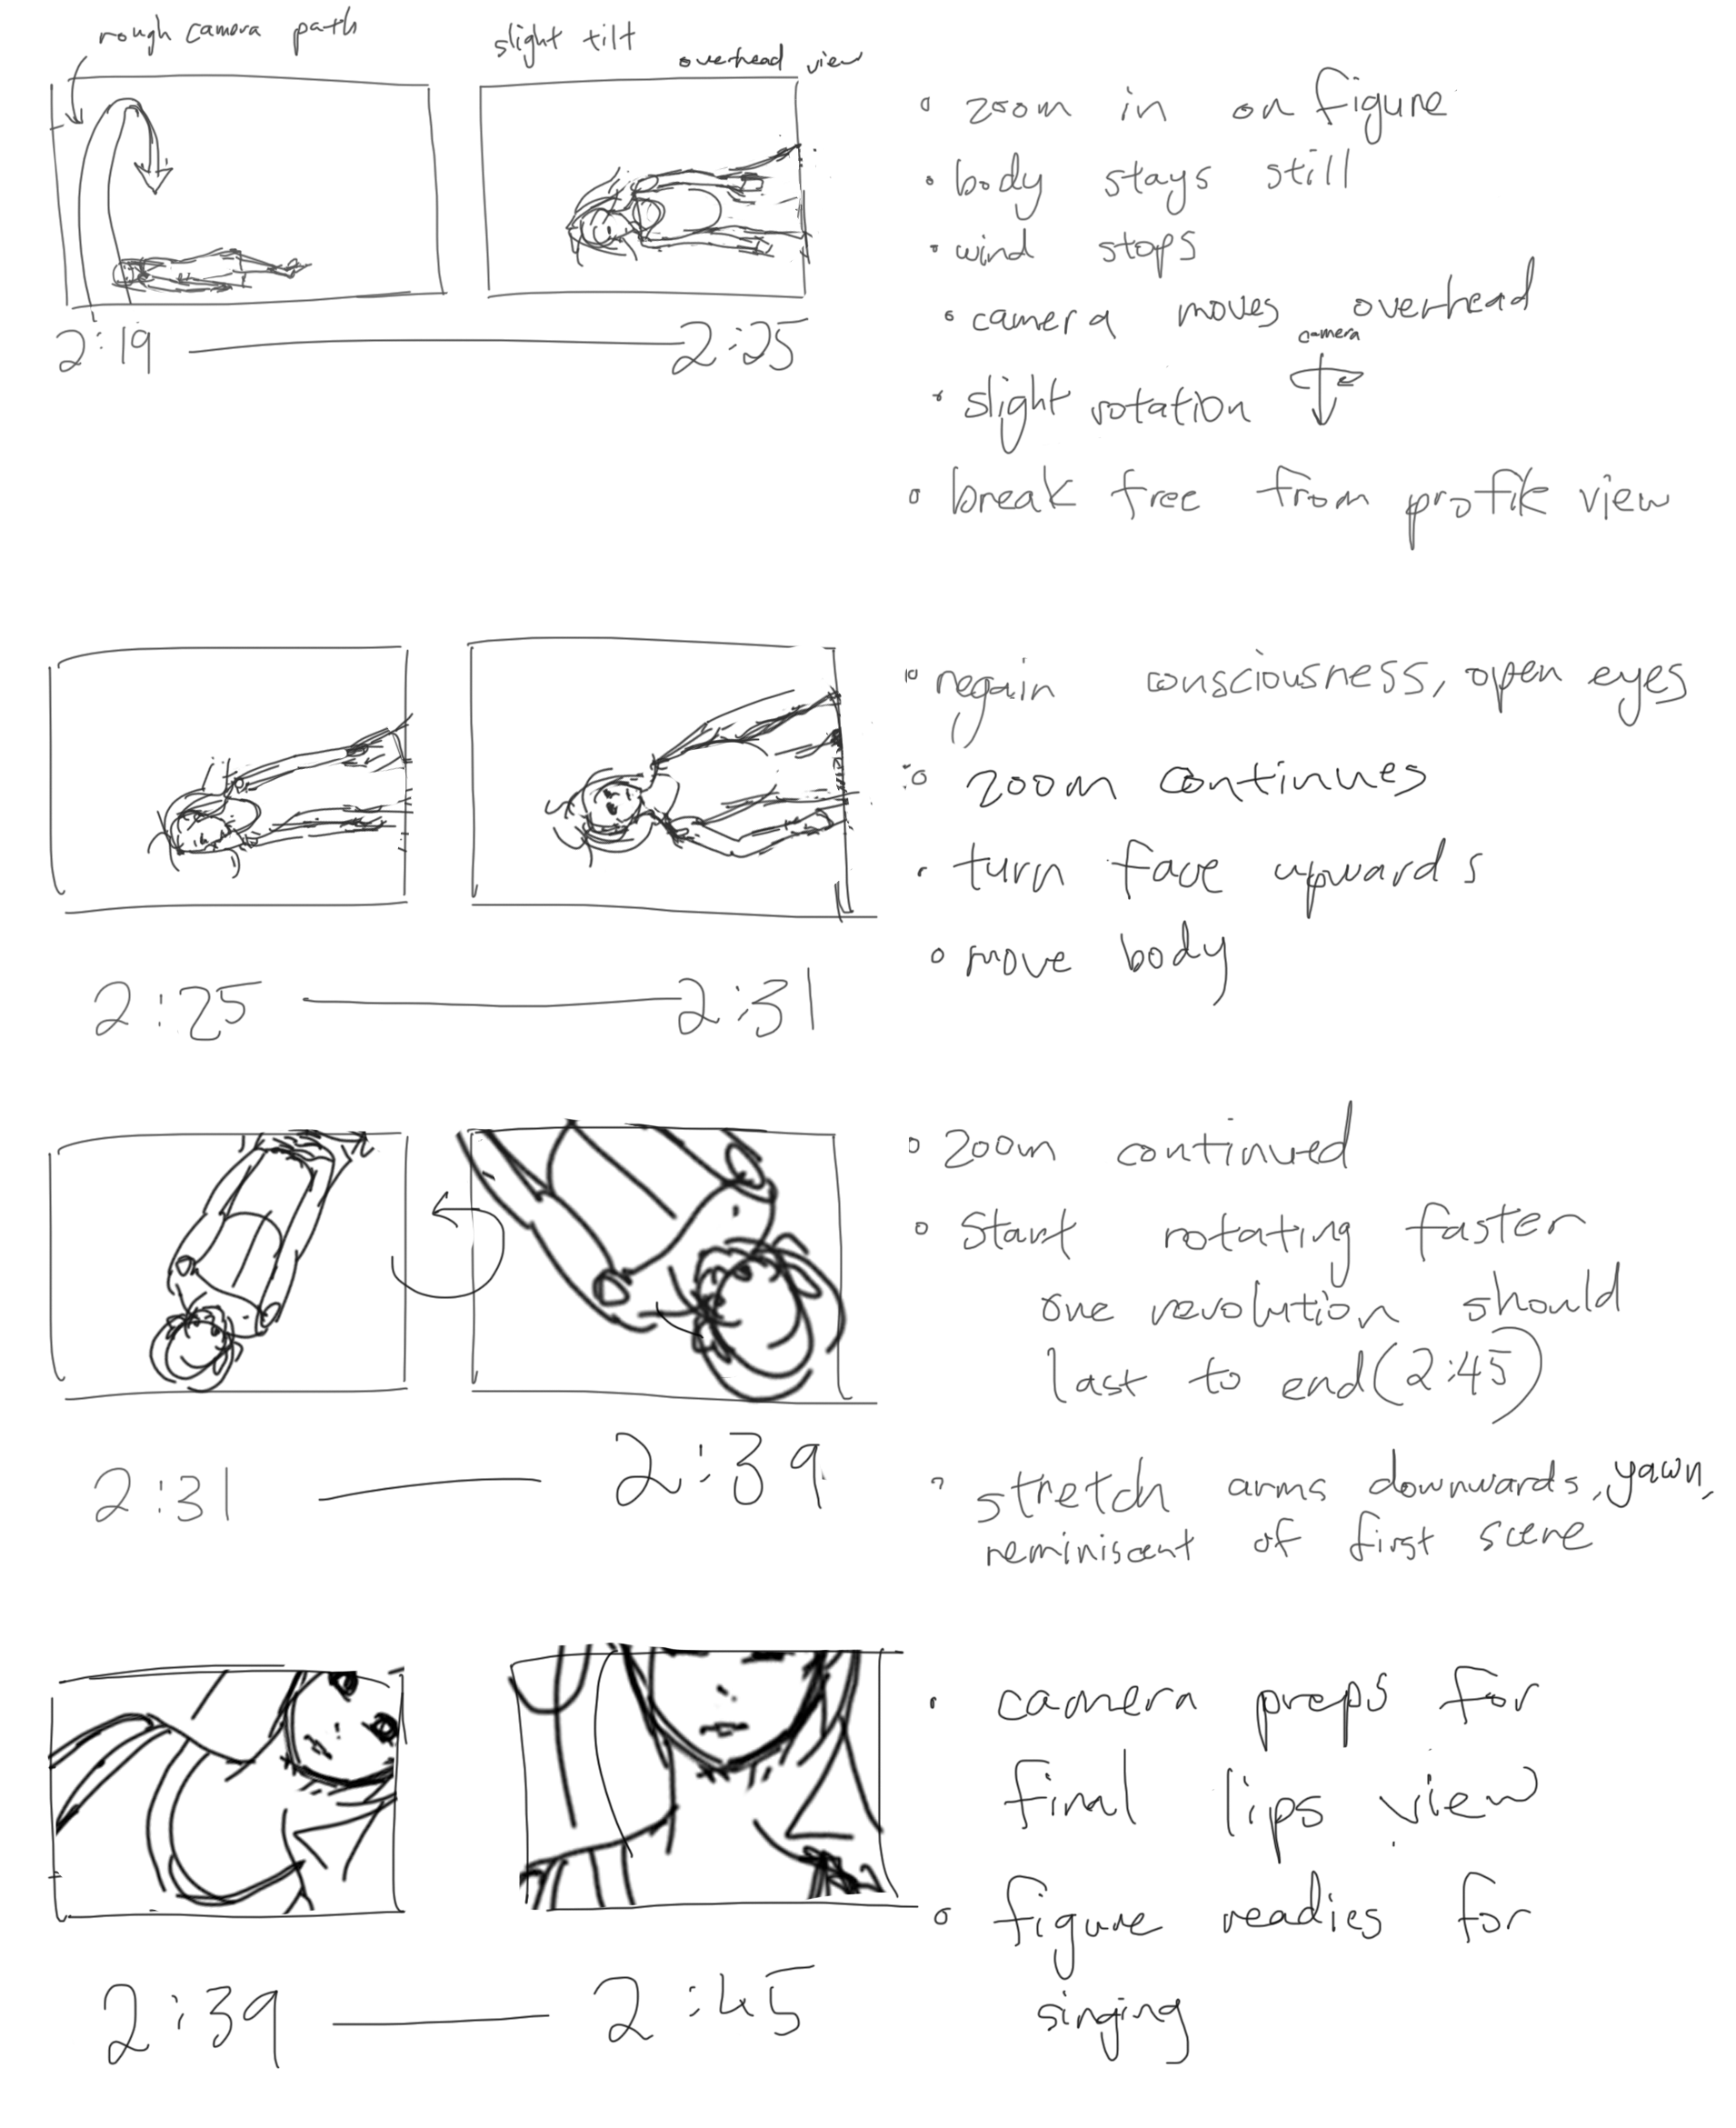 rough camera path
slight tilt
overhead view
2:19 2:25
zoom in on figure
body stays still
wind stops
camera moves overhead
camera
slight rotation
break free from profile view
2:25 2:31
regain consciousness, open eyes
zoom continues
turn face upwards
move body
2:31 2:39
zoom continued
start rotating faster
one revolution should
last to end (2:45)
stretch arms downwards, yawn,
reminiscent of first scene
2:39 2:45
camera preps for
final lips view
figure readies for
singing